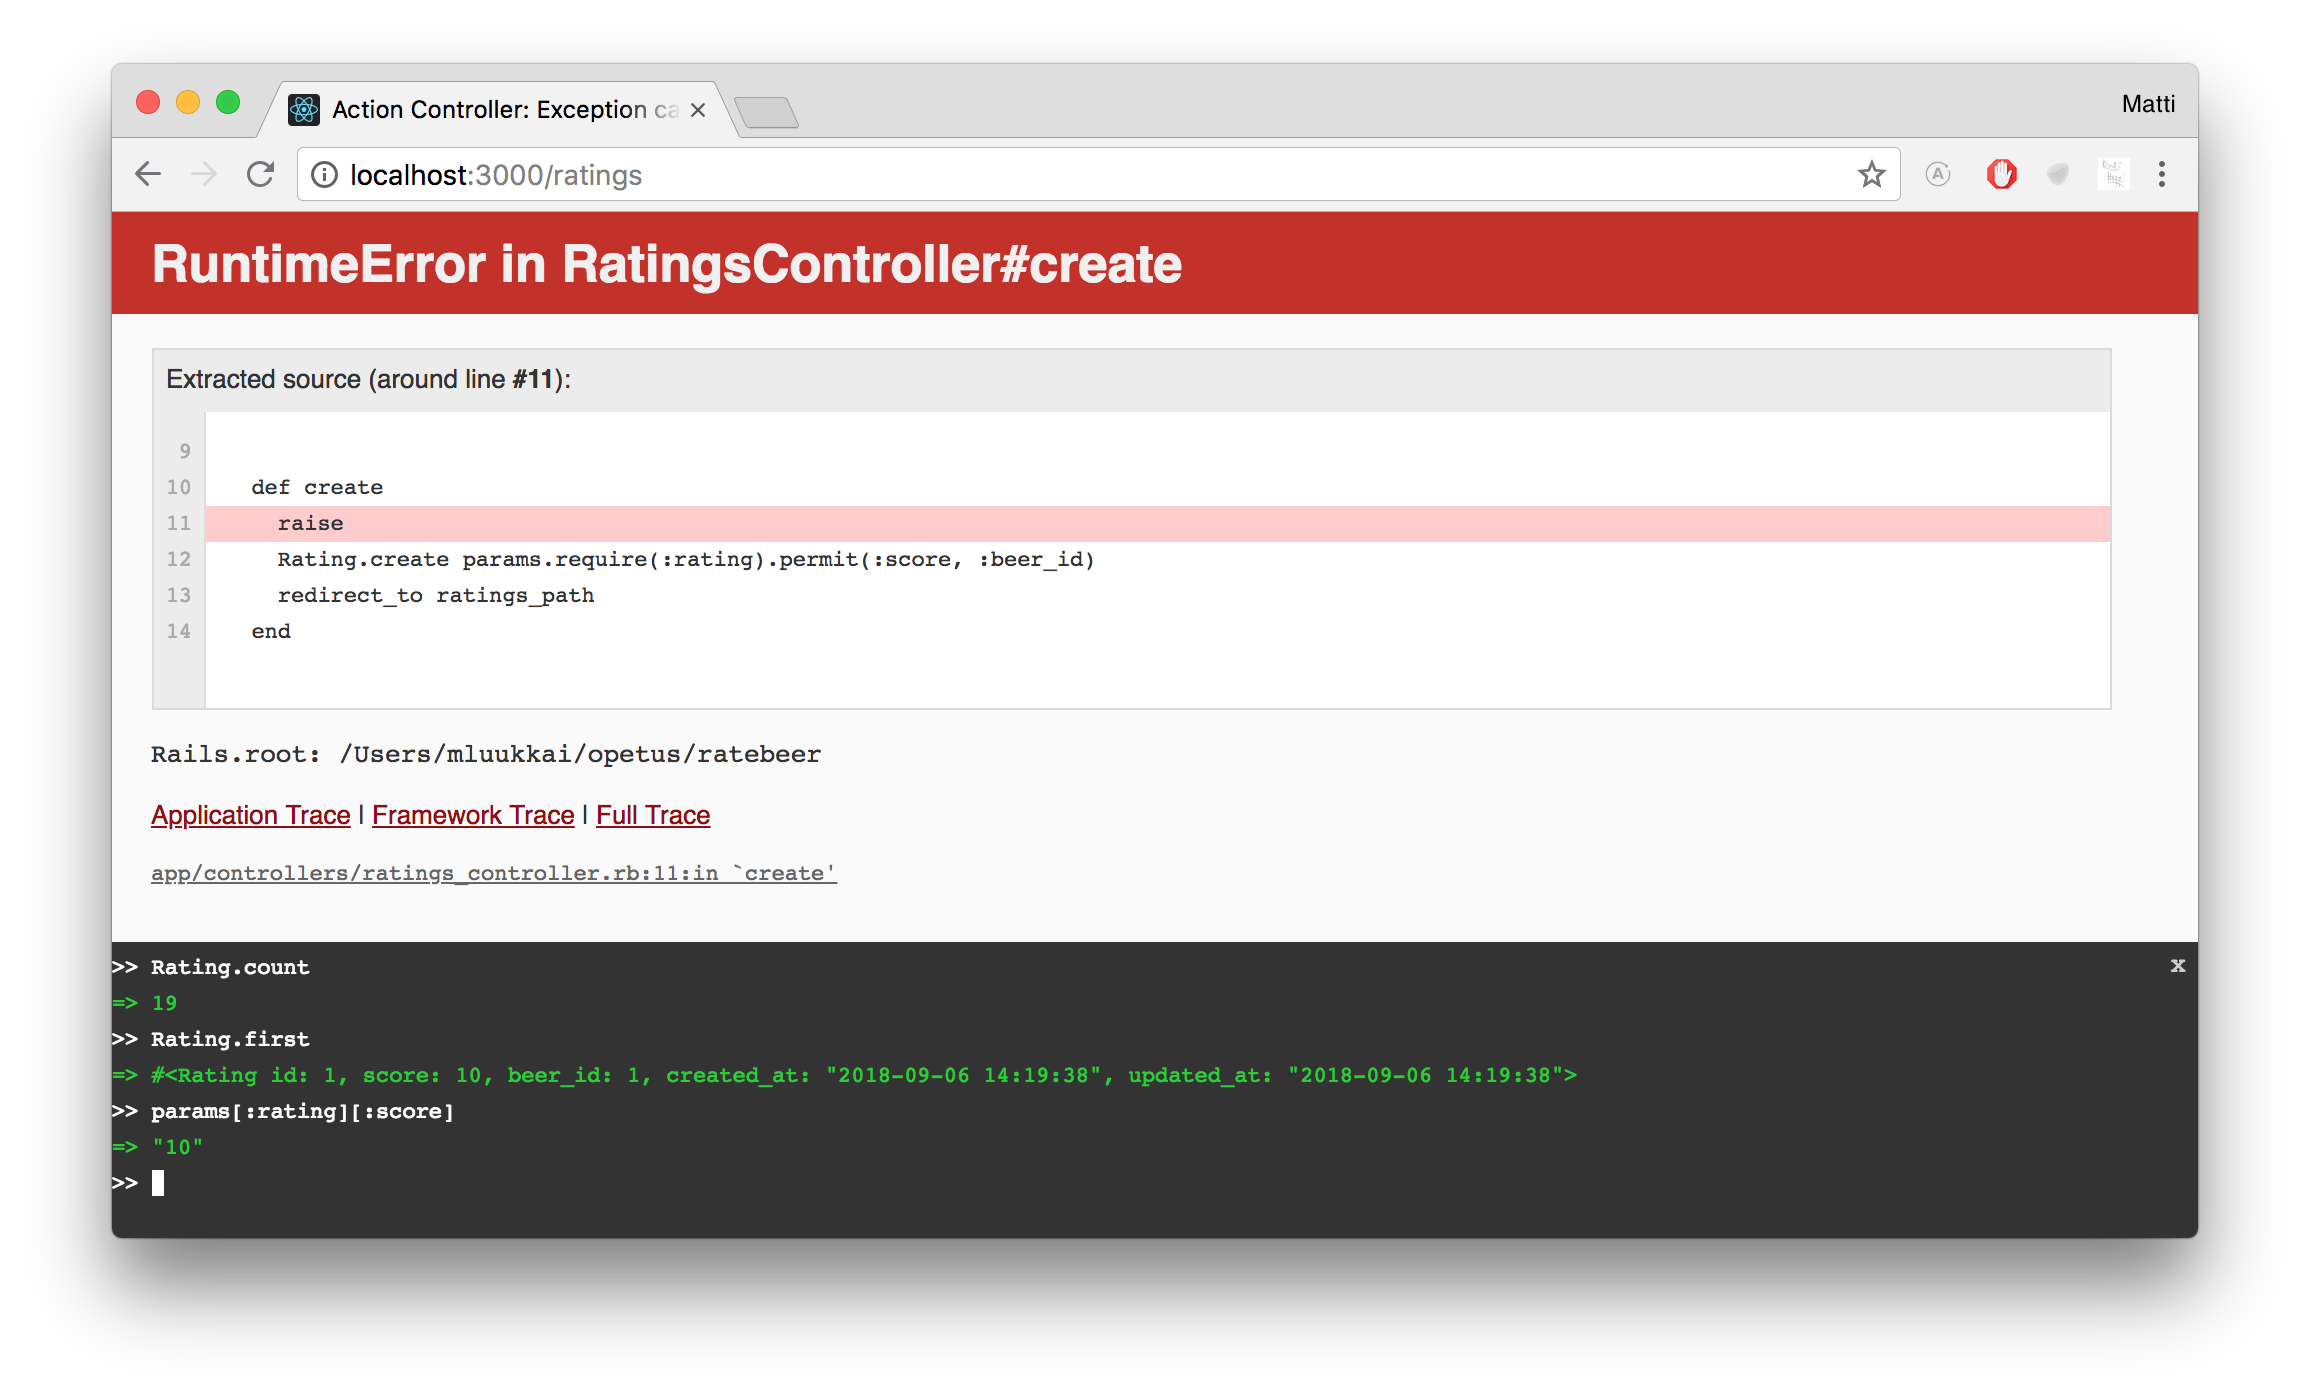 Action Controller: Exception ca
Matti
localhost:3000/ratings
RuntimeError in RatingsController#create
Extracted source (around line #11):
9
10 def create
11 raise
12 Rating.create params.require(:rating).permit(:score, :beer_id)
13 redirect_to ratings_path
14 end
Rails.root: /Users/mluukkai/opetus/ratebeer
Application Trace | Framework Trace | Full Trace
app/controllers/ratings_controller.rb:11:in `create'
>> Rating.count
x
=> 19
>> Rating.first
=> #<Rating id: 1, score: 10, beer_id: 1, created_at: "2018-09-06 14:19:38", updated_at: "2018-09-06 14:19:38">
>> params[:rating][:score]
=> "10"
>>